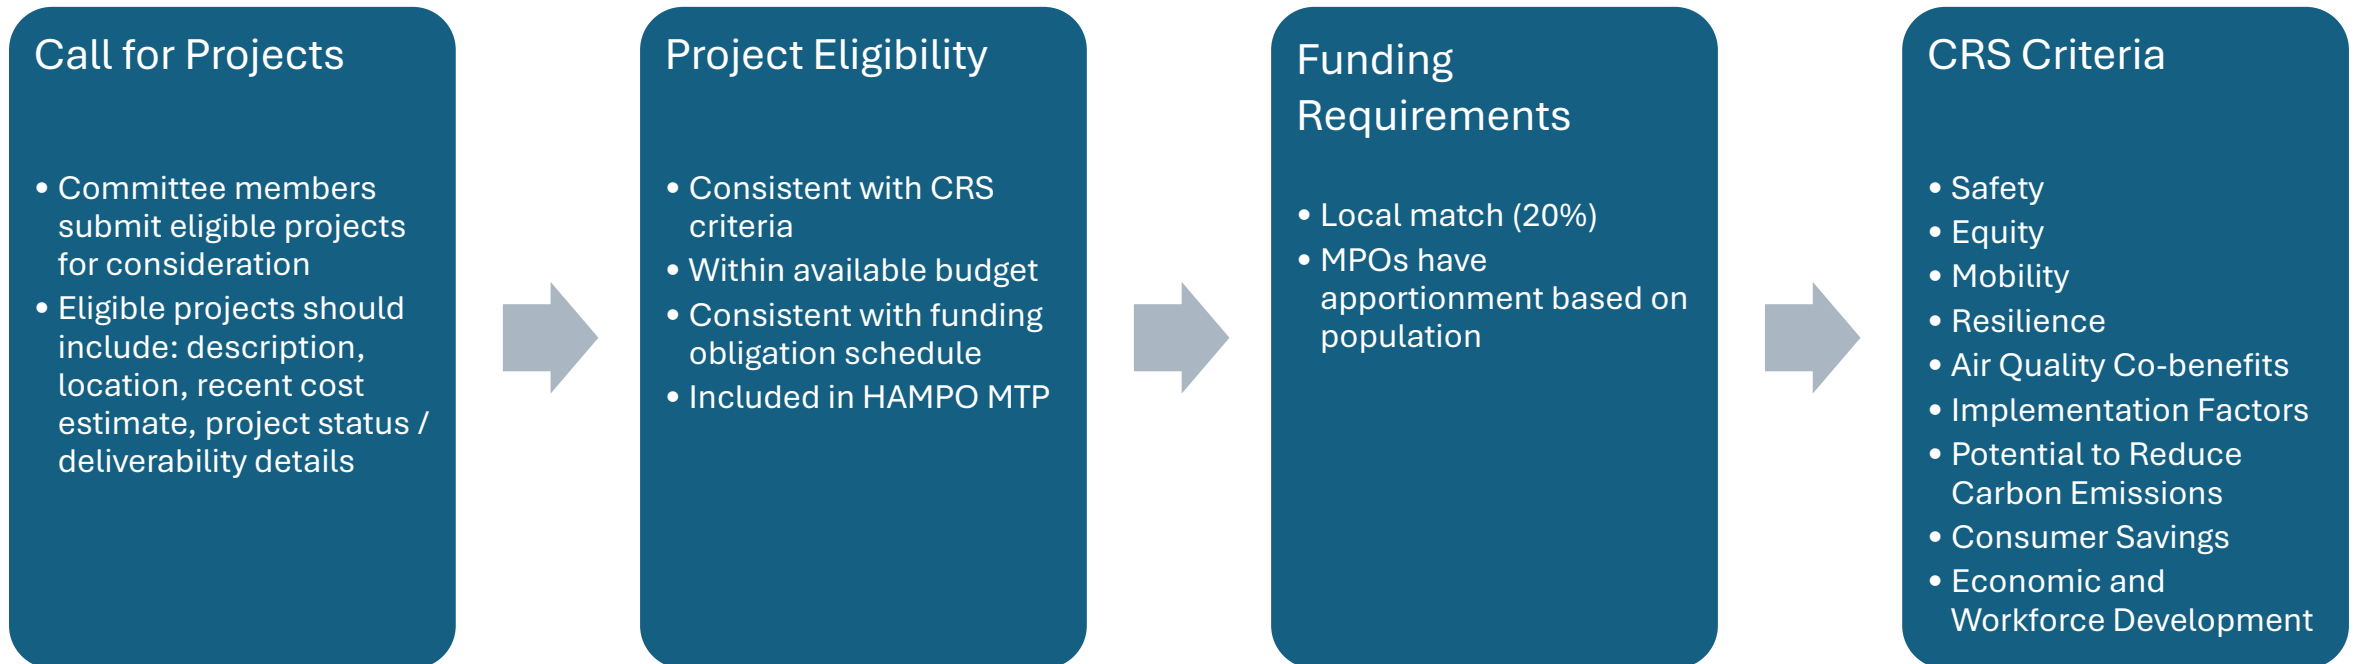 Call for Projects
• Committee members
submit eligible projects
for consideration
• Eligible projects should
include: description,
location, recent cost
estimate, project status /
deliverability details
Project Eligibility
• Consistent with CRS
criteria
• Within available budget
• Consistent with funding
obligation schedule
• Included in HAMPO MTP
Funding
Requirements
• Local match (20%)
• MPOs have
apportionment based on
population
CRS Criteria
• Safety
• Equity
• Mobility
• Resilience
• Air Quality Co-benefits
• Implementation Factors
• Potential to Reduce
Carbon Emissions
• Consumer Savings
• Economic and
Workforce Development